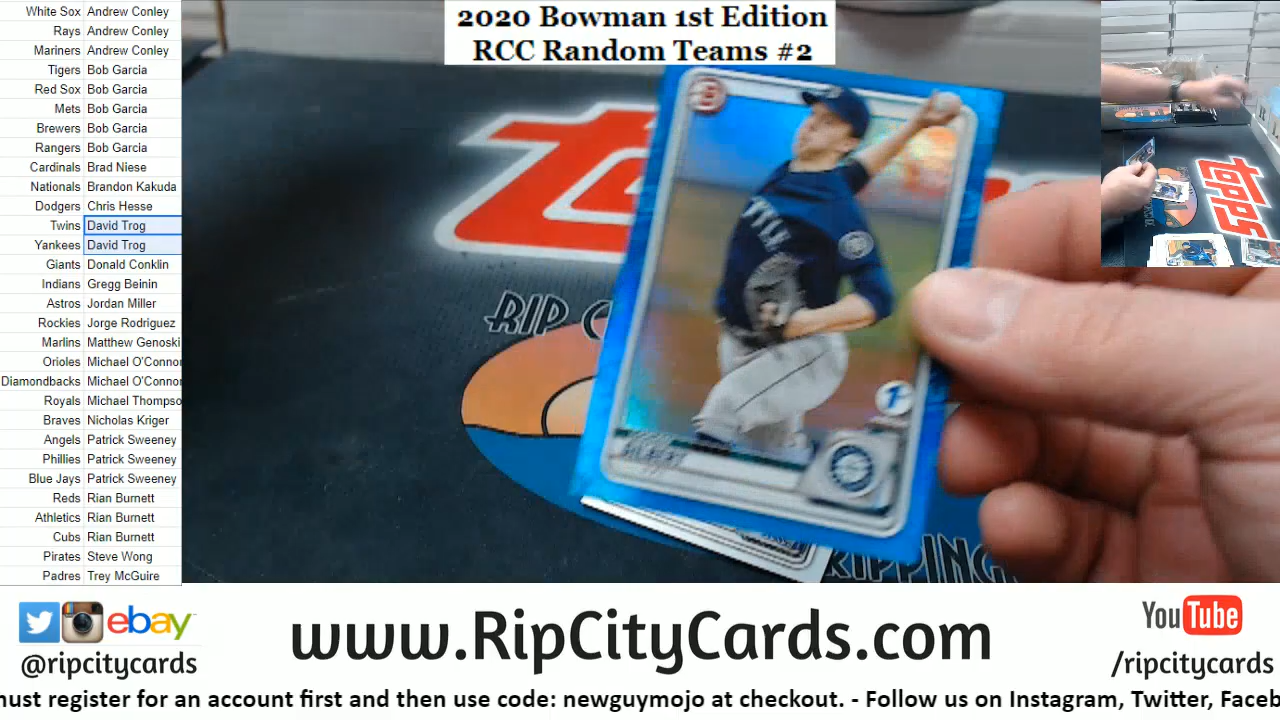 2020 Bowman 1st Edition
RCC Random Teams #2
White Sox Andrew Conley
Rays Andrew Conley
Mariners Andrew Conley
Tigers Bob Garcia
Red Sox Bob Garcia
Mets Bob Garcia
Brewers Bob Garcia
Rangers Bob Garcia
Cardinals Brad Niese
Nationals Brandon Kakuda
Dodgers Chris Hesse
Twins David Trog
Yankees David Trog
Giants Donald Conklin
Indians Gregg Beinin
Astros Jordan Miller
Rockies Jorge Rodriguez
Marlins Matthew Genoski
Orioles Michael O'Connor
Diamondbacks Michael O'Connor
Royals Michael Thompso
Braves Nicholas Kriger
Angels Patrick Sweeney
Phillies Patrick Sweeney
Blue Jays Patrick Sweeney
Reds Rian Burnett
Athletics Rian Burnett
Cubs Rian Burnett
Pirates Steve Wong
Padres Trey McGuire
RIP C
RIPPING
topps
ebay
@ripcitycards
www.RipCityCards.com
YouTube
/ripcitycards
must register for an account first and then use code: newguymojo at checkout. - Follow us on Instagram, Twitter, Faceb